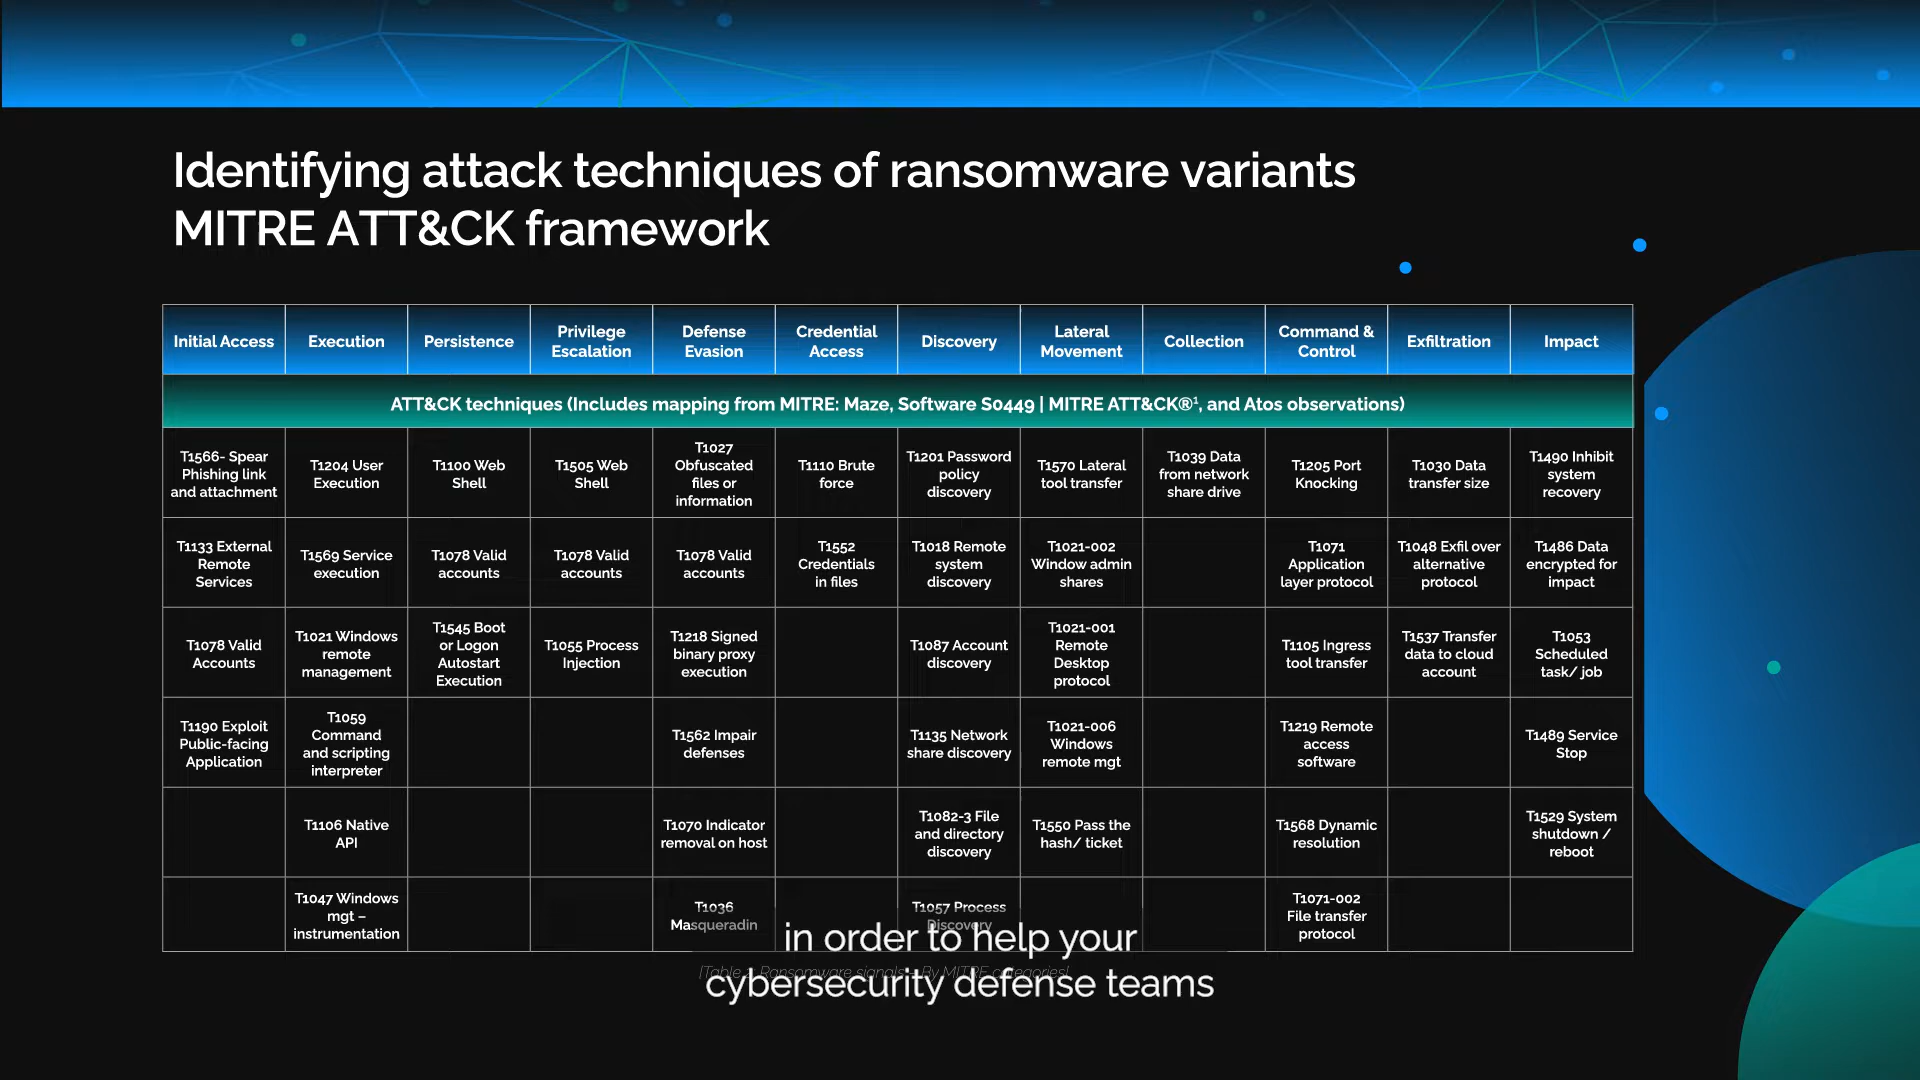 Identifying attack techniques of ransomware variants
MITRE ATT&CK framework
Initial Access
Execution
Persistence
Privilege
Escalation
Defense
Evasion
Credential
Access
Discovery
Lateral
Movement
Collection
Command &
Control
Exfiltration
Impact
ATT&CK techniques (Includes mapping from MITRE: Maze, Software S0449 | MITRE ATT&CK®¹, and Atos observations)
T1566- Spear
Phishing link
and attachment
T1204 User
Execution
T1100 Web
Shell
T1505 Web
Shell
T1027
Obfuscated
files or
information
T1110 Brute
force
T1201 Password
policy
discovery
T1570 Lateral
tool transfer
T1039 Data
from network
share drive
T1205 Port
Knocking
T1030 Data
transfer size
T1490 Inhibit
system
recovery
T1133 External
Remote
Services
T1569 Service
execution
T1078 Valid
accounts
T1078 Valid
accounts
T1078 Valid
accounts
T1552
Credentials
in files
T1018 Remote
system
discovery
T1021-002
Window admin
shares
T1071
Application
layer protocol
T1048 Exfil over
alternative
protocol
T1486 Data
encrypted for
impact
T1078 Valid
Accounts
T1021 Windows
remote
management
T1545 Boot
or Logon
Autostart
Execution
T1055 Process
Injection
T1218 Signed
binary proxy
execution
T1087 Account
discovery
T1021-001
Remote
Desktop
protocol
T1105 Ingress
tool transfer
T1537 Transfer
data to cloud
account
T1053
Scheduled
task/ job
T1190 Exploit
Public-facing
Application
T1059
Command
and scripting
interpreter
T1562 Impair
defenses
T1135 Network
share discovery
T1021-006
Windows
remote mgt
T1219 Remote
access
software
T1489 Service
Stop
T1106 Native
API
T1070 Indicator
removal on host
T1082-3 File
and directory
discovery
T1550 Pass the
hash/ ticket
T1568 Dynamic
resolution
T1529 System
shutdown /
reboot
T1047 Windows
mgt –
instrumentation
T1036
Masqueradin
T1057 Process
Discovery
T1071-002
File transfer
protocol
in order to help your
[Table Ransomware signals By MITRE categories]
cybersecurity defense teams